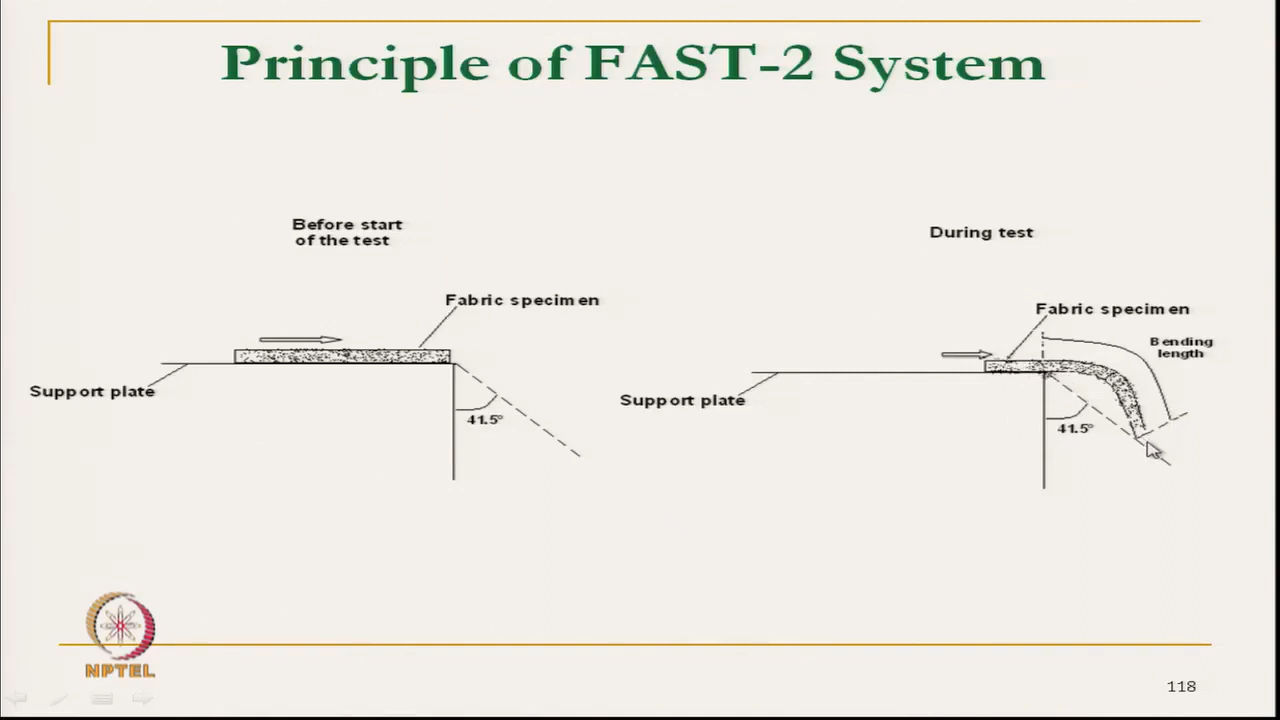 Principle of FAST-2 System
Before start
of the test
Fabric specimen
Support plate
41.5°
During test
Fabric specimen
Bending
length
Support plate
41.5°
NPTEL
118